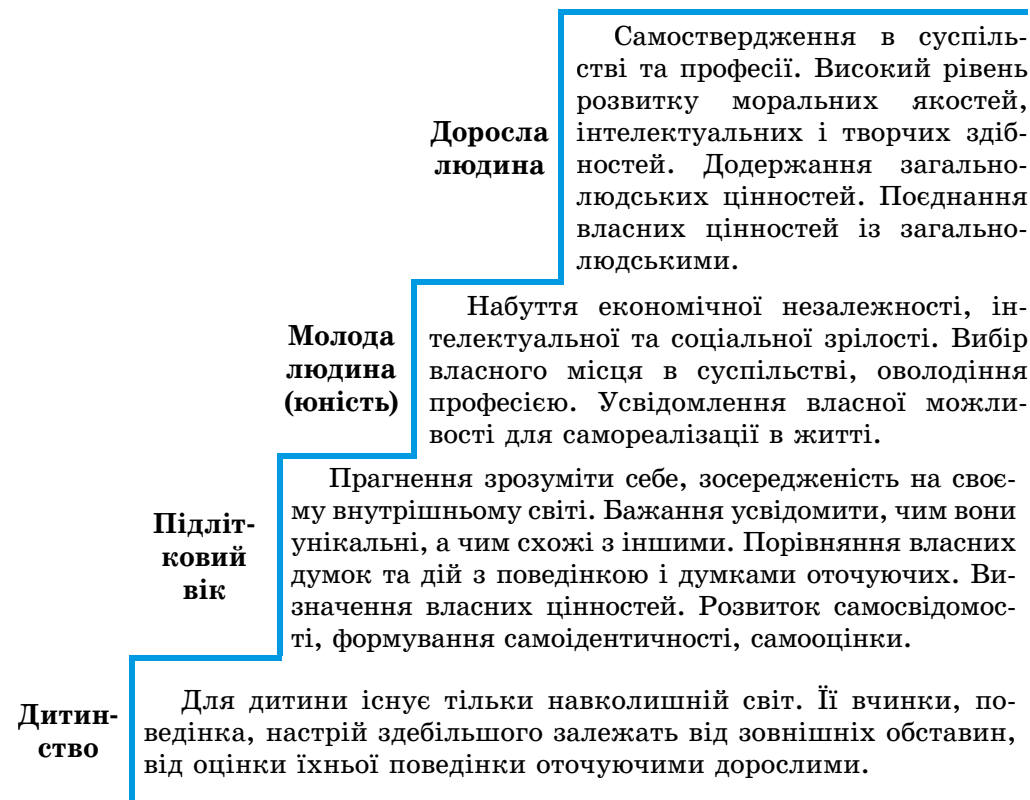 Самоствердження в суспіль-
стві та професії. Високий рівень
розвитку моральних якостей,
інтелектуальних і творчих здіб-
ностей. Додержання загально-
людських цінностей. Поєднання
власних цінностей із загально-
людськими.
Доросла
людина
Набуття економічної незалежності, ін-
телектуальної та соціальної зрілості. Вибір
власного місця в суспільстві, оволодіння
професією. Усвідомлення власної можли-
вості для самореалізації в житті.
Молода
людина
(юність)
Прагнення зрозуміти себе, зосередженість на своє-
му внутрішньому світі. Бажання усвідомити, чим вони
унікальні, а чим схожі з іншими. Порівняння власних
думок та дій з поведінкою і думками оточуючих. Ви-
значення власних цінностей. Розвиток самосвідомос-
ті, формування самоідентичності, самооцінки.
Підліт-
ковий
вік
Для дитини існує тільки навколишній світ. Її вчинки, по-
ведінка, настрій здебільшого залежать від зовнішніх обставин,
від оцінки їхньої поведінки оточуючими дорослими.
Дитин-
ство